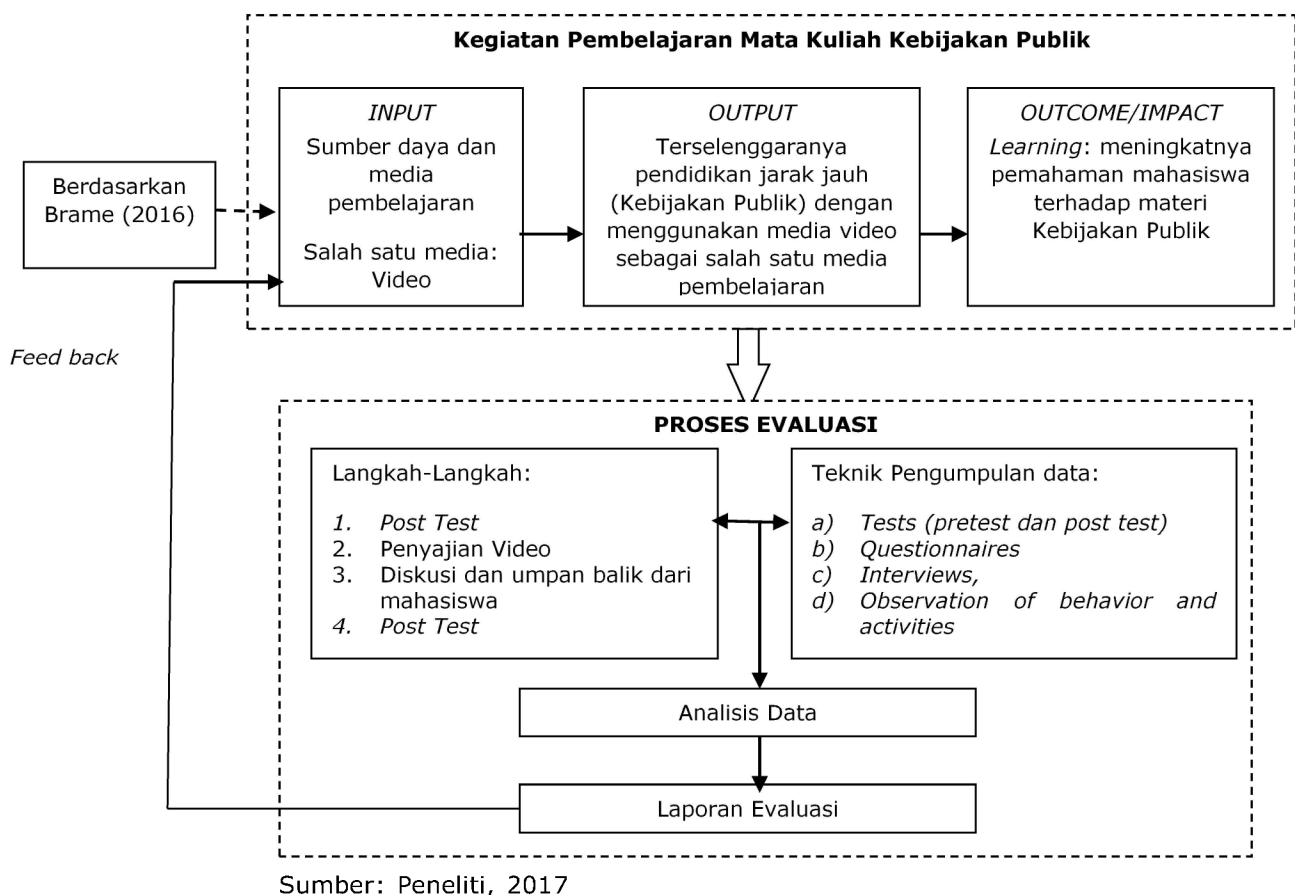 Kegiatan Pembelajaran Mata Kuliah Kebijakan Publik
Berdasarkan
Brame (2016)
INPUT
Sumber daya dan
media
pembelajaran
Salah satu media:
Video
OUTPUT
Terselenggaranya
pendidikan jarak jauh
(Kebijakan Publik) dengan
menggunakan media video
sebagai salah satu media
pembelajaran
OUTCOME/IMPACT
Learning: meningkatnya
pemahaman mahasiswa
terhadap materi
Kebijakan Publik
Feed back
PROSES EVALUASI
Langkah-Langkah:
1. Post Test
2. Penyajian Video
3. Diskusi dan umpan balik dari
mahasiswa
4. Post Test
Teknik Pengumpulan data:
a) Tests (pretest dan post test)
b) Questionnaires
c) Interviews,
d) Observation of behavior and
activities
Analisis Data
Laporan Evaluasi
Sumber: Peneliti, 2017